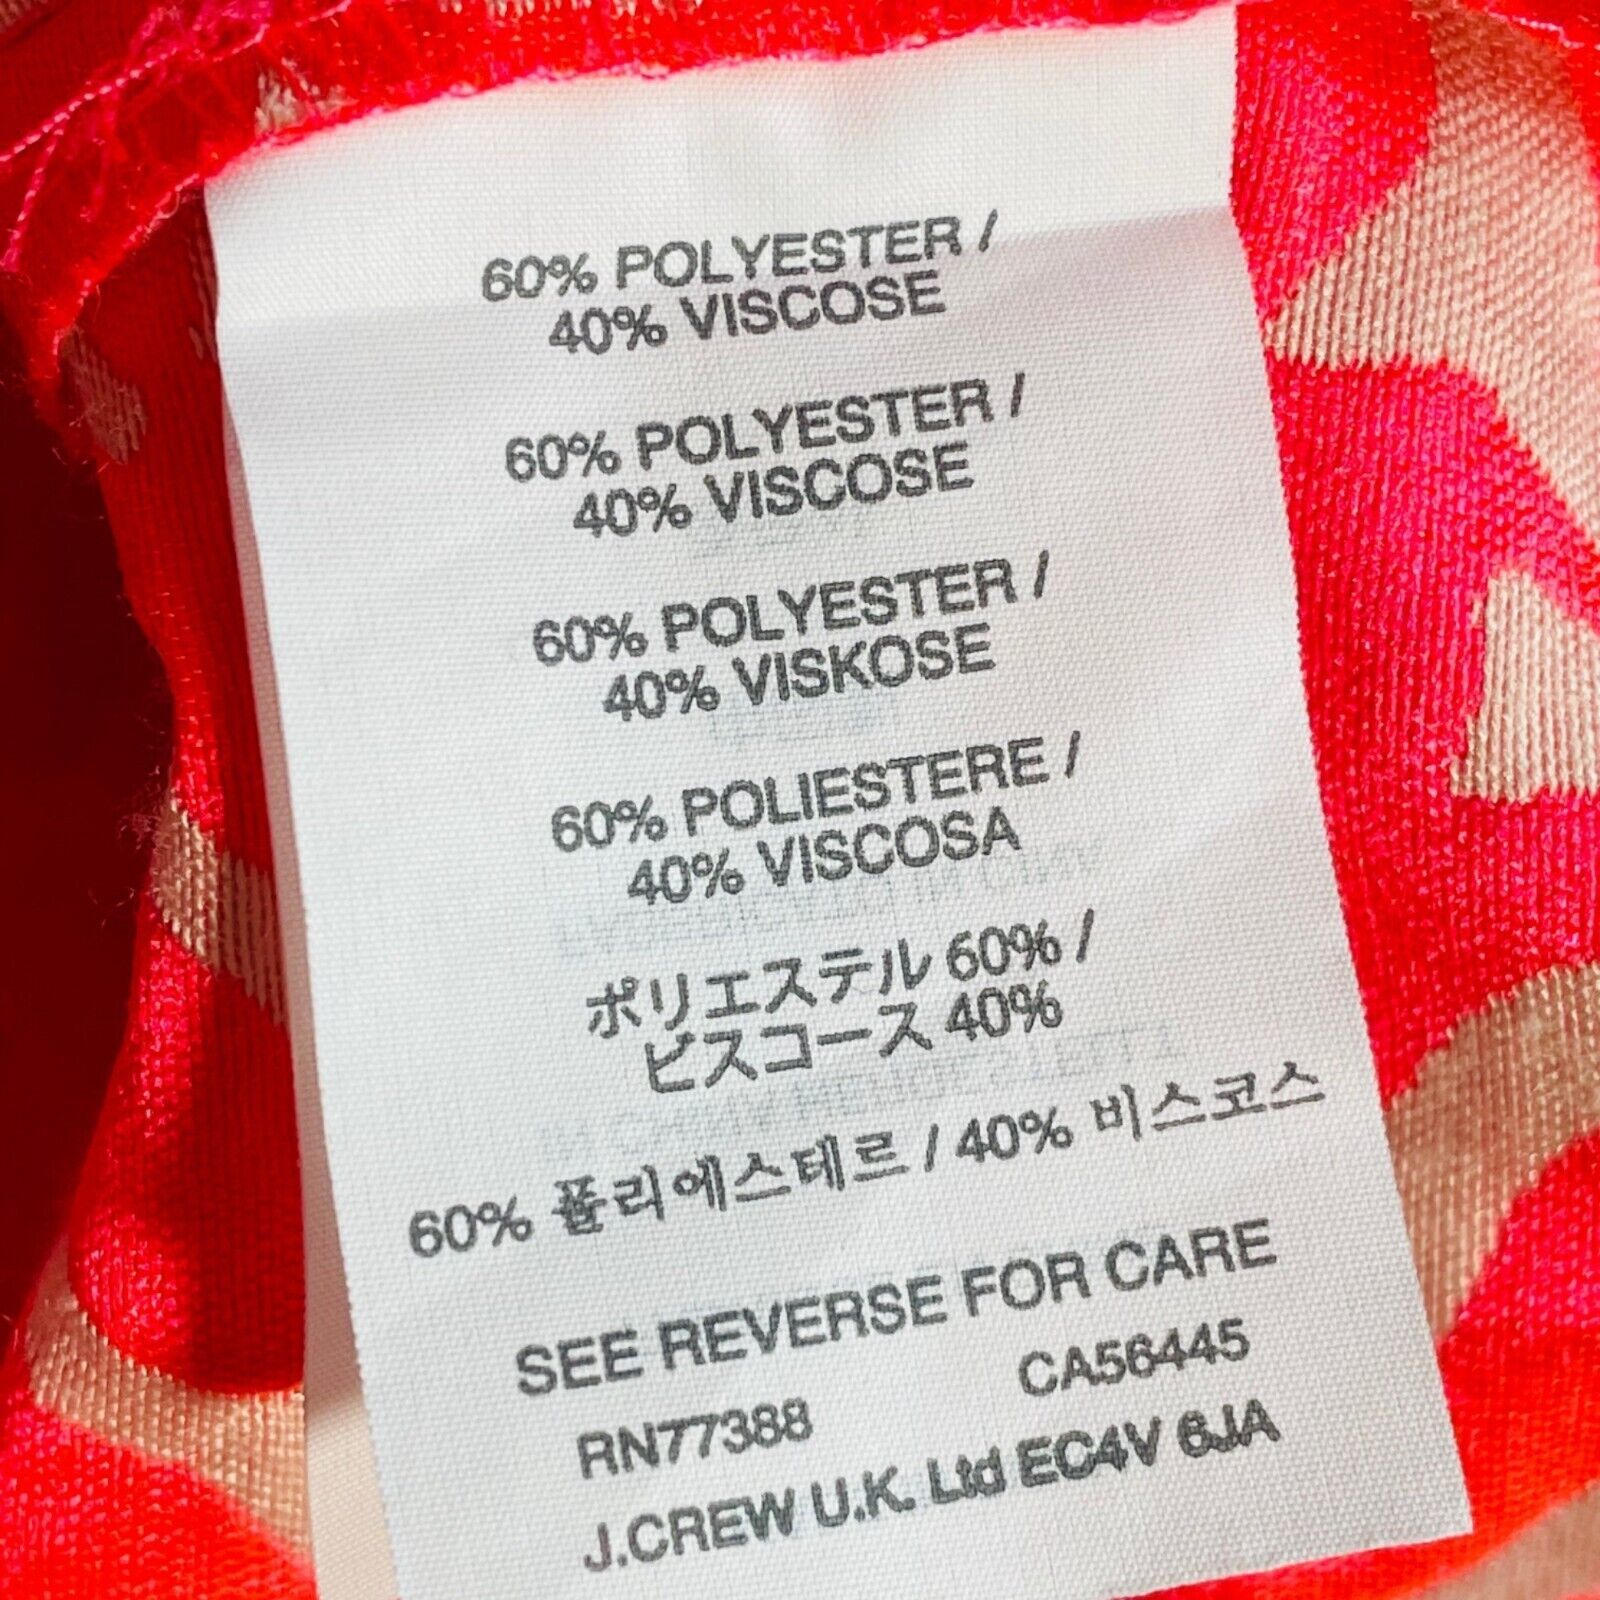 60% POLYESTER /
40% VISCOSE
60% POLYESTER /
40% VISCOSE
60% POLYESTER /
40% VISKOSE
60% POLIESTERE /
40% VISCOSA
ポリエステル 60% /
ビスコース 40%
60% 폴리에스테르 / 40% 비스코스
SEE REVERSE FOR CARE
RN77388 CA56445
J.CREW U.K. Ltd EC4V 6JA